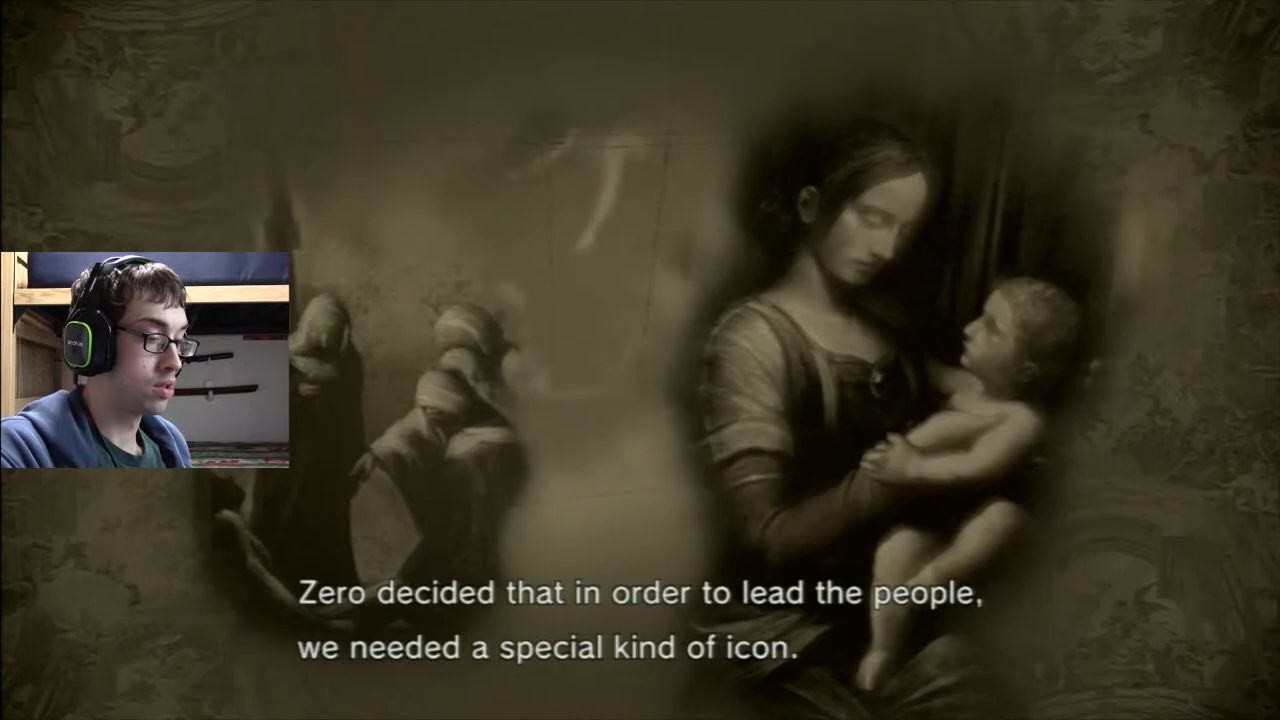 Zero decided that in order to lead the people,
we needed a special kind of icon.